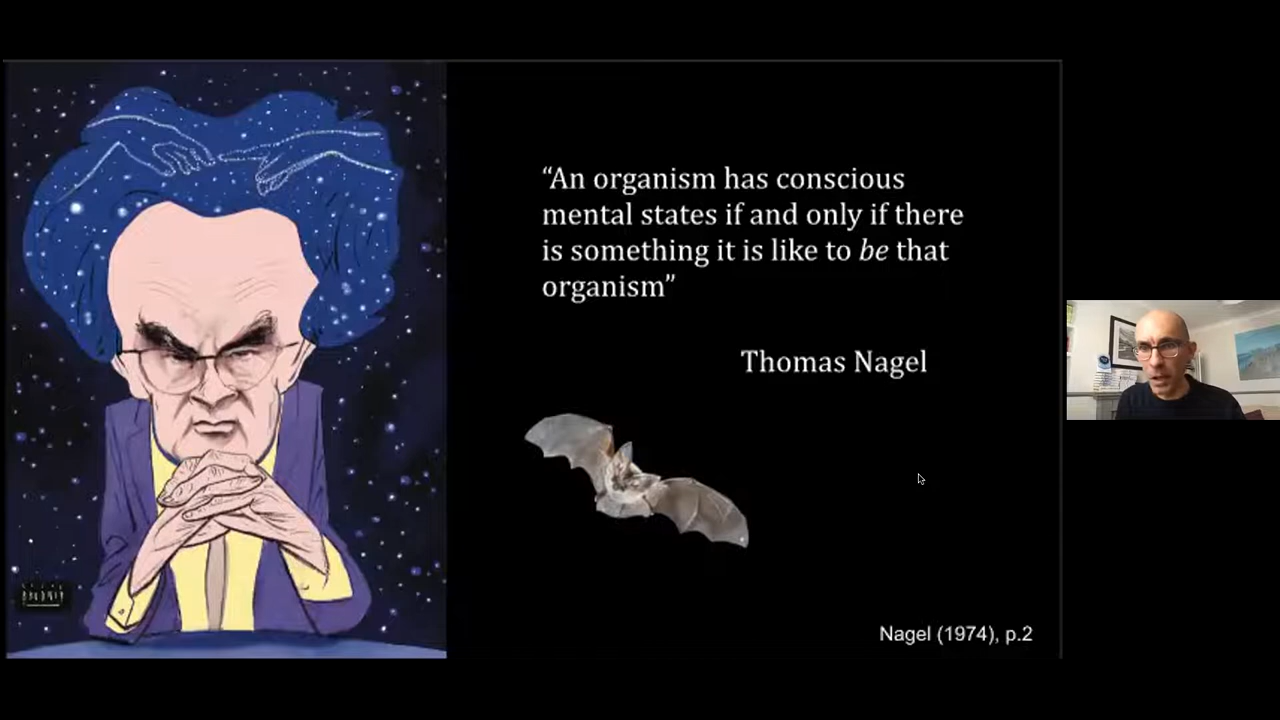 “An organism has conscious
mental states if and only if there
is something it is like to be that
organism”
Thomas Nagel
Nagel (1974), p.2